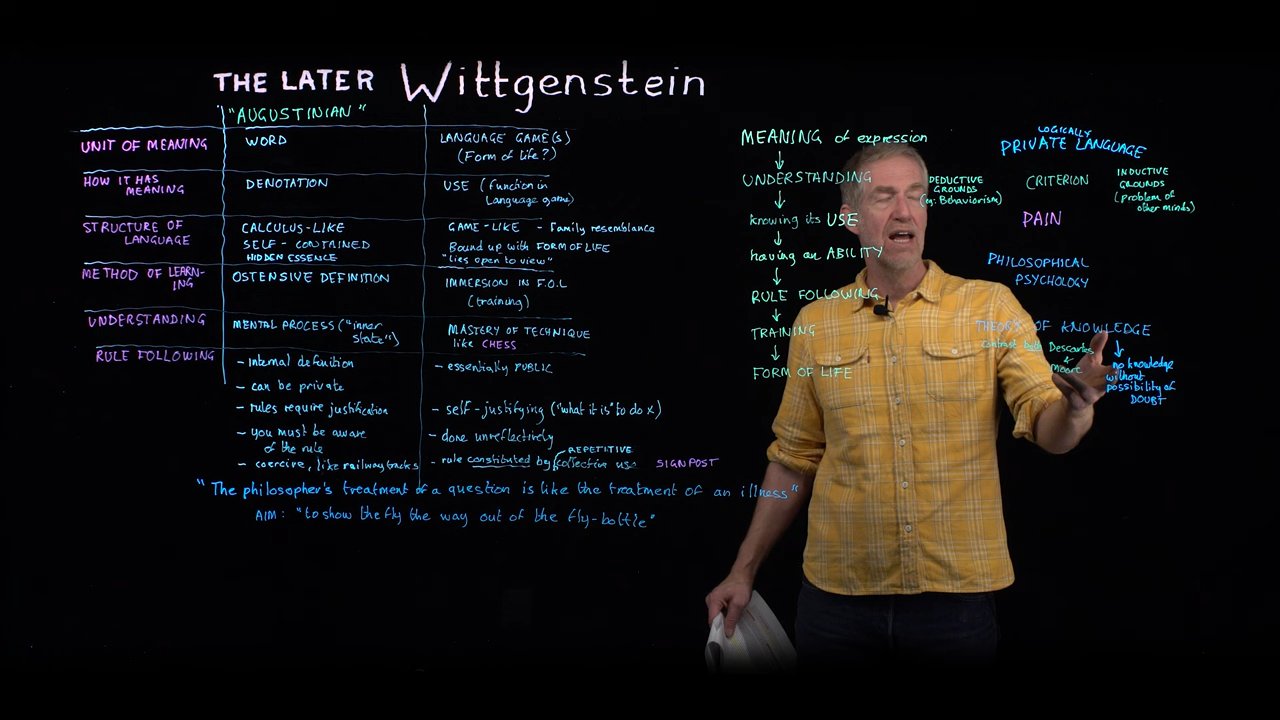 THE LATER Wittgenstein
"AUGUSTINIAN"
UNIT OF MEANING
WORD
LANGUAGE GAME(S)
(Form of life?)
HOW IT HAS
MEANING
DENOTATION
USE (function in
Language game)
STRUCTURE OF
LANGUAGE
CALCULUS-LIKE
SELF-CONTAINED
HIDDEN ESSENCE
GAME-LIKE - Family resemblance
Bound up with FORM OF LIFE
"lies open to view"
METHOD OF LEARN-
ING
OSTENSIVE DEFINITION
IMMERSION IN F.O.L
(training)
UNDERSTANDING
MENTAL PROCESS ("inner
state")
MASTERY OF TECHNIQUE
like CHESS
RULE FOLLOWING
- internal definition
- essentially PUBLIC
- can be private
- rules require justification
- self-justifying ("what it is" to do x)
- you must be aware
of the rule
- done unreflectively
- coercive, like railway tracks
- rule constituted by REPETITIVE
collective use
SIGNPOST
"The philosopher's treatment of a question is like the treatment of an illness"
AIM: "to show the fly the way out of the fly-bottle"
MEANING of expression
↓
UNDERSTANDING
↓
knowing its USE
↓
having an ABILITY
↓
RULE FOLLOWING
↓
TRAINING
↓
FORM OF LIFE
LOGICALLY
PRIVATE LANGUAGE
DEDUCTIVE
GROUNDS
(eg: Behaviorism)
CRITERION
INDUCTIVE
GROUNDS
(problem of
other minds)
PAIN
PHILOSOPHICAL
PSYCHOLOGY
THEORY OF KNOWLEDGE
contrast both Descartes
+
Moore
↓
no knowledge
without
possibility of
DOUBT